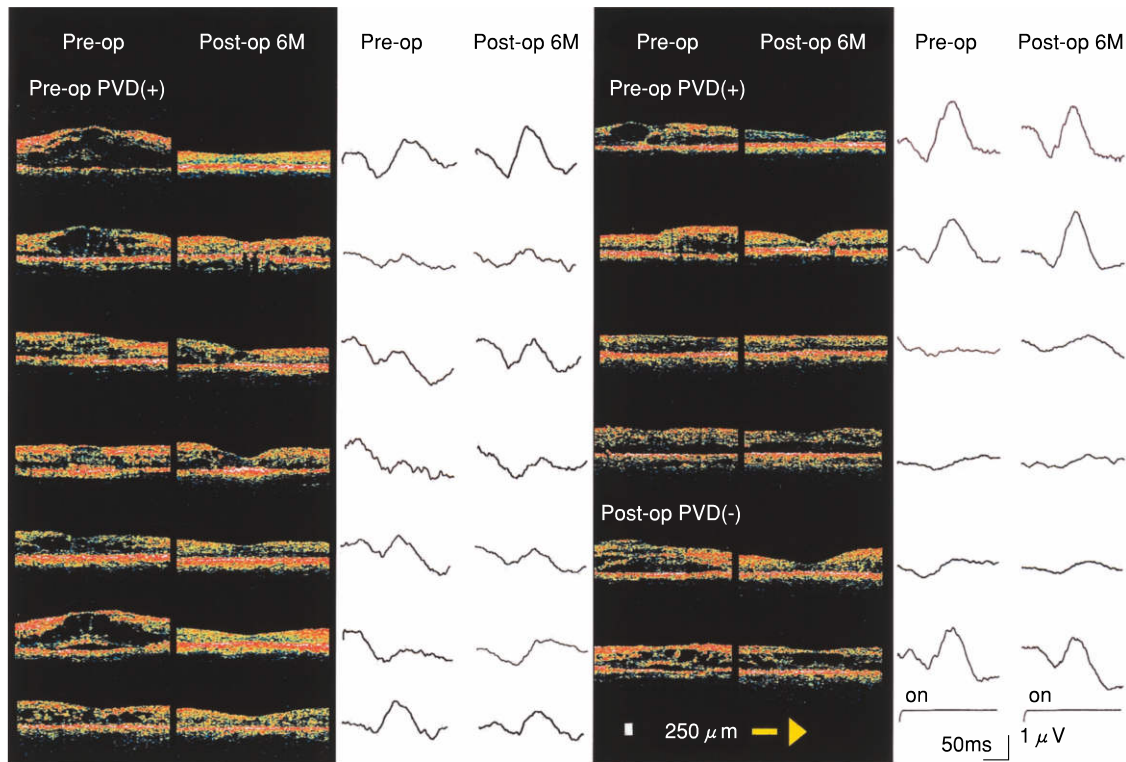 Pre-op Post-op 6M Pre-op Post-op 6M Pre-op Post-op 6M Pre-op Post-op 6M
Pre-op PVD(+) Pre-op PVD(+)
Post-op PVD(-)
on on
250 μm
50ms 1 μV